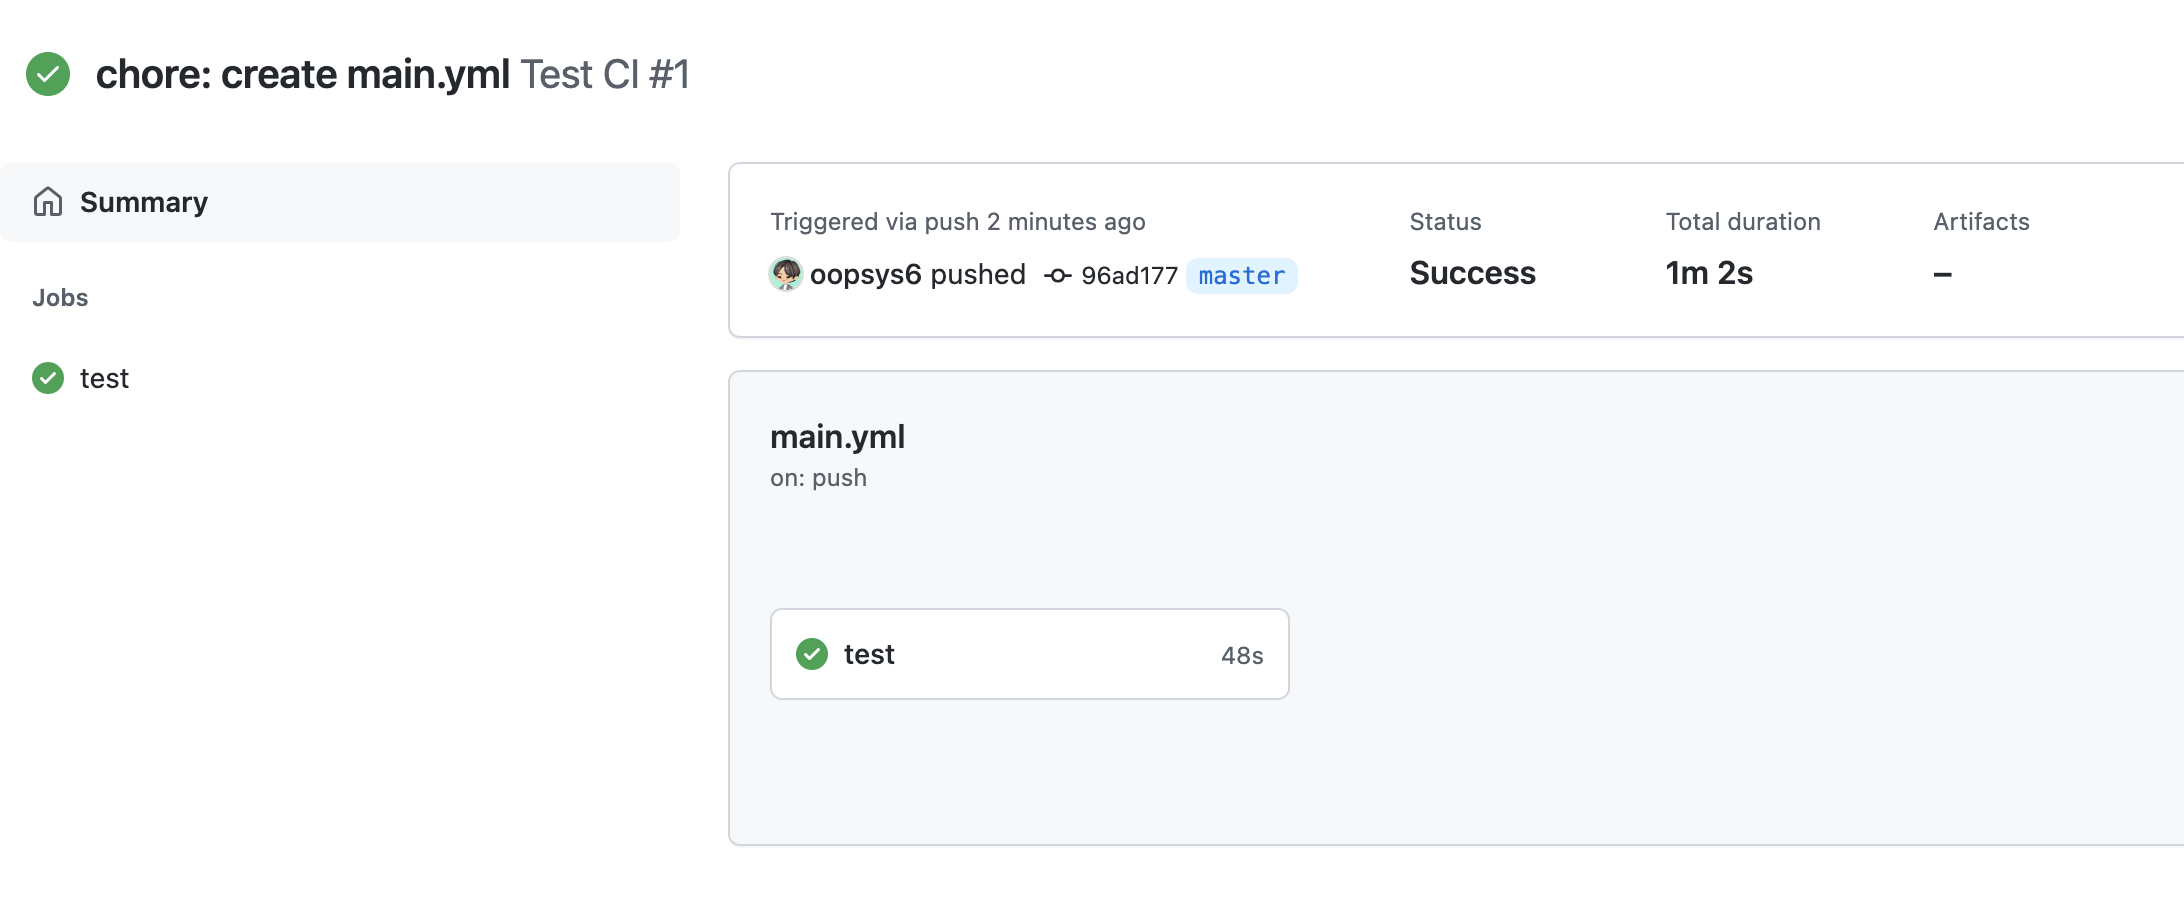 chore: create main.yml Test CI #1
Summary
Jobs
test
Triggered via push 2 minutes ago
oopsys6 pushed 96ad177 master
Status
Success
Total duration
1m 2s
Artifacts
–
main.yml
on: push
test 48s